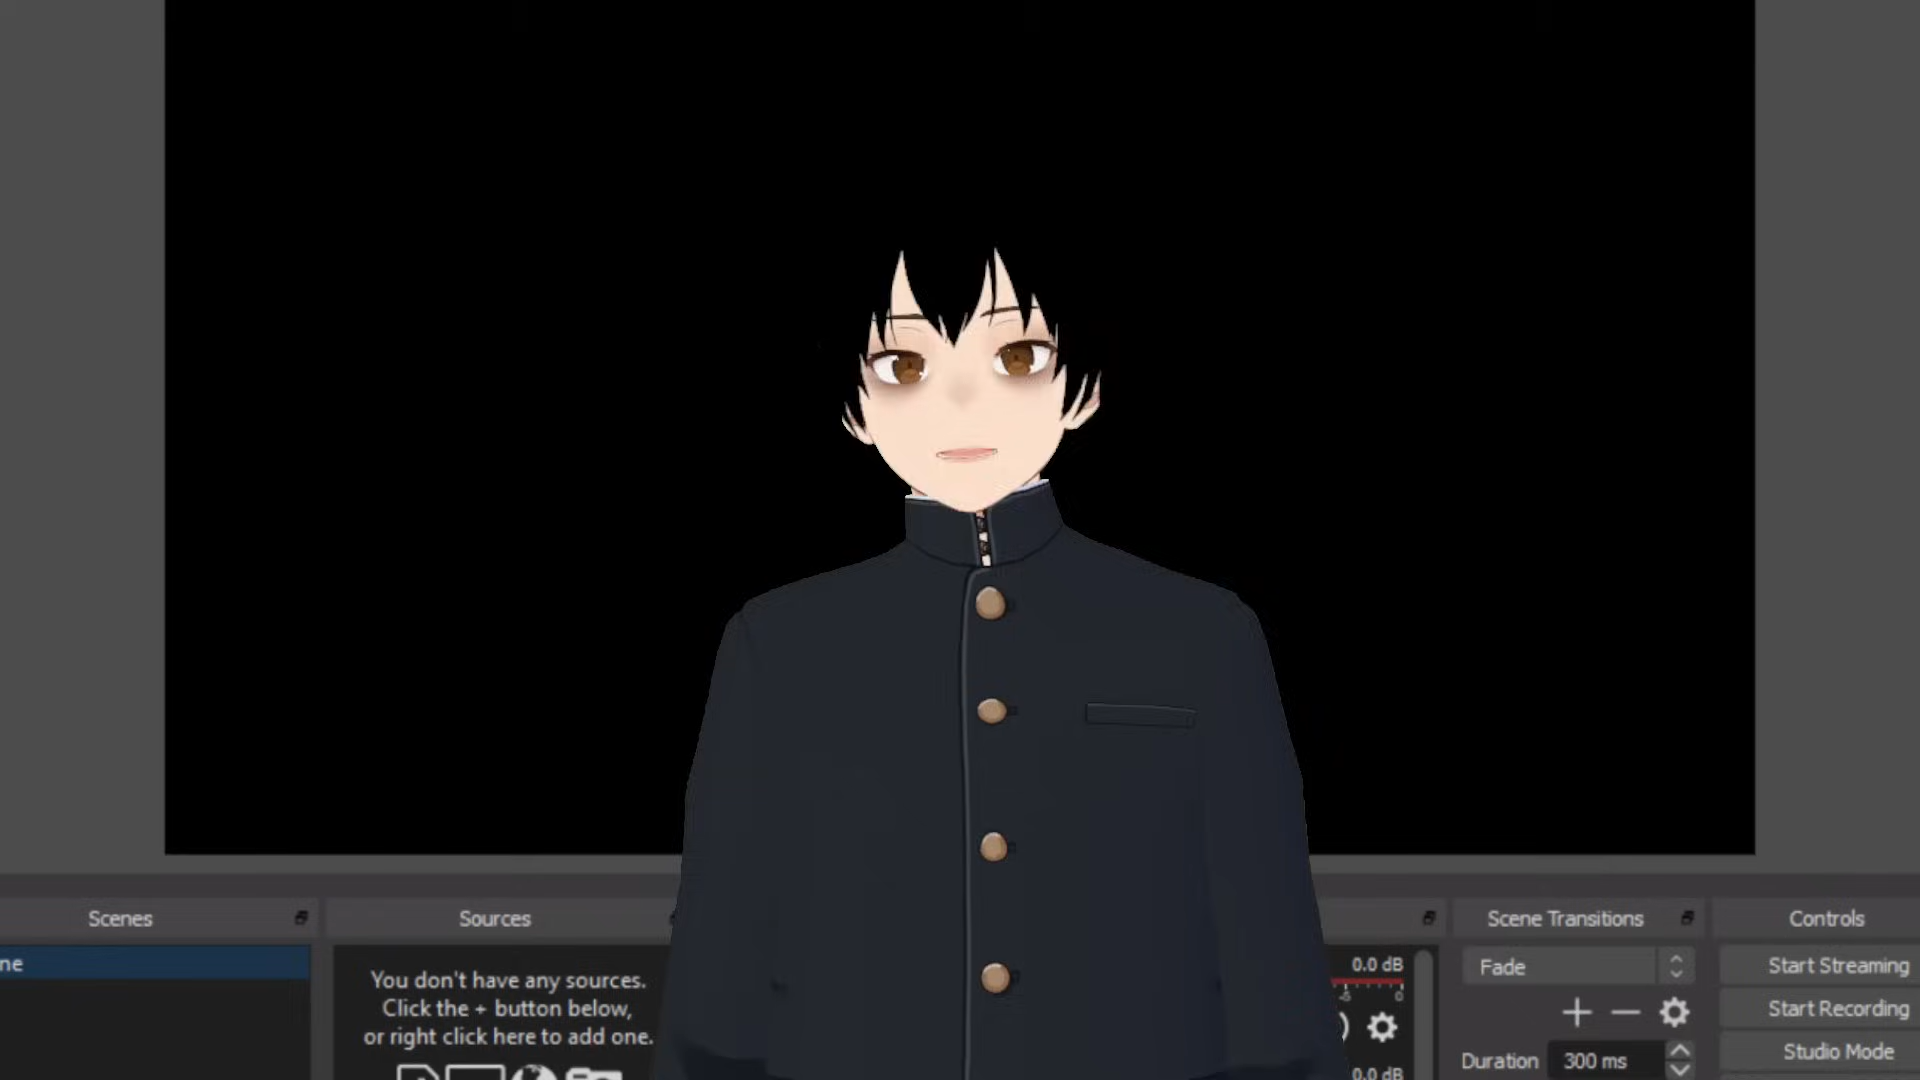 Scenes
Sources
Scene Transitions
Controls
ne
You don't have any sources.
Click the + button below,
or right click here to add one.
0.0 dB
-5 0
0.0 dB
Fade
Duration 300 ms
Start Streaming
Start Recording
Studio Mode